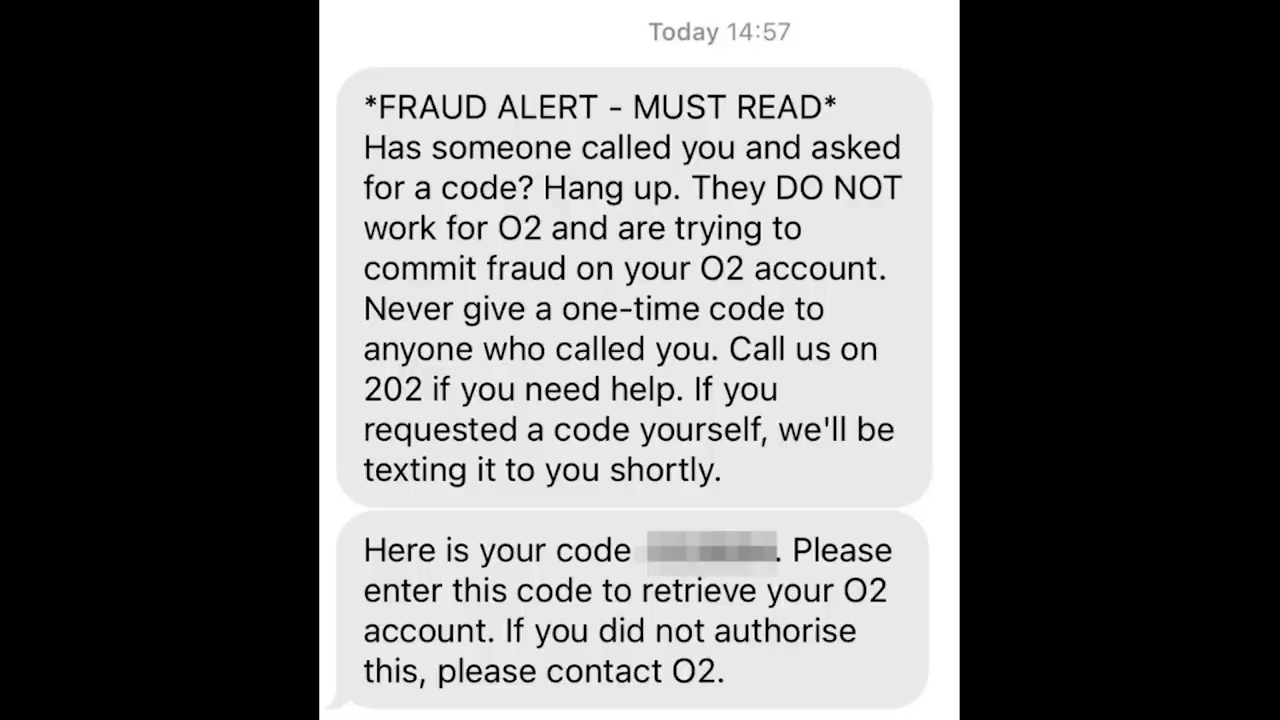 Today 14:57
*FRAUD ALERT - MUST READ*
Has someone called you and asked
for a code? Hang up. They DO NOT
work for O2 and are trying to
commit fraud on your O2 account.
Never give a one-time code to
anyone who called you. Call us on
202 if you need help. If you
requested a code yourself, we'll be
texting it to you shortly.
Here is your code . Please
enter this code to retrieve your O2
account. If you did not authorise
this, please contact O2.